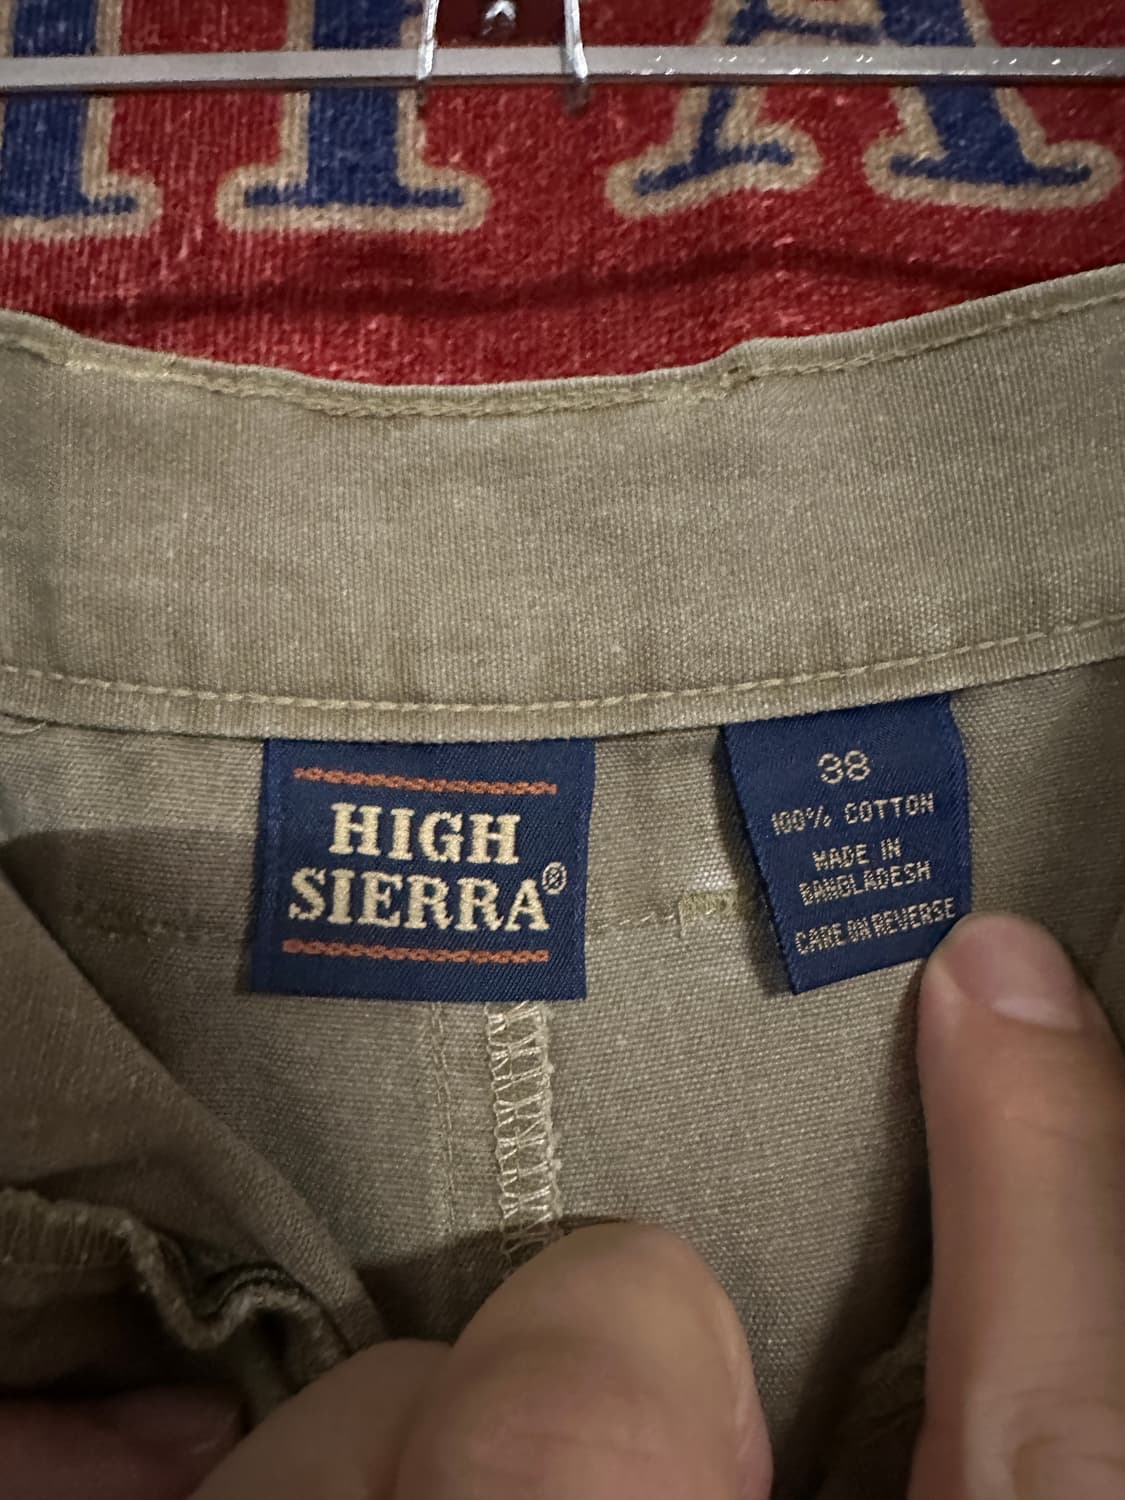 HIGH
SIERRA®
38
100% COTTON
MADE IN
BANGLADESH
CARE ON REVERSE